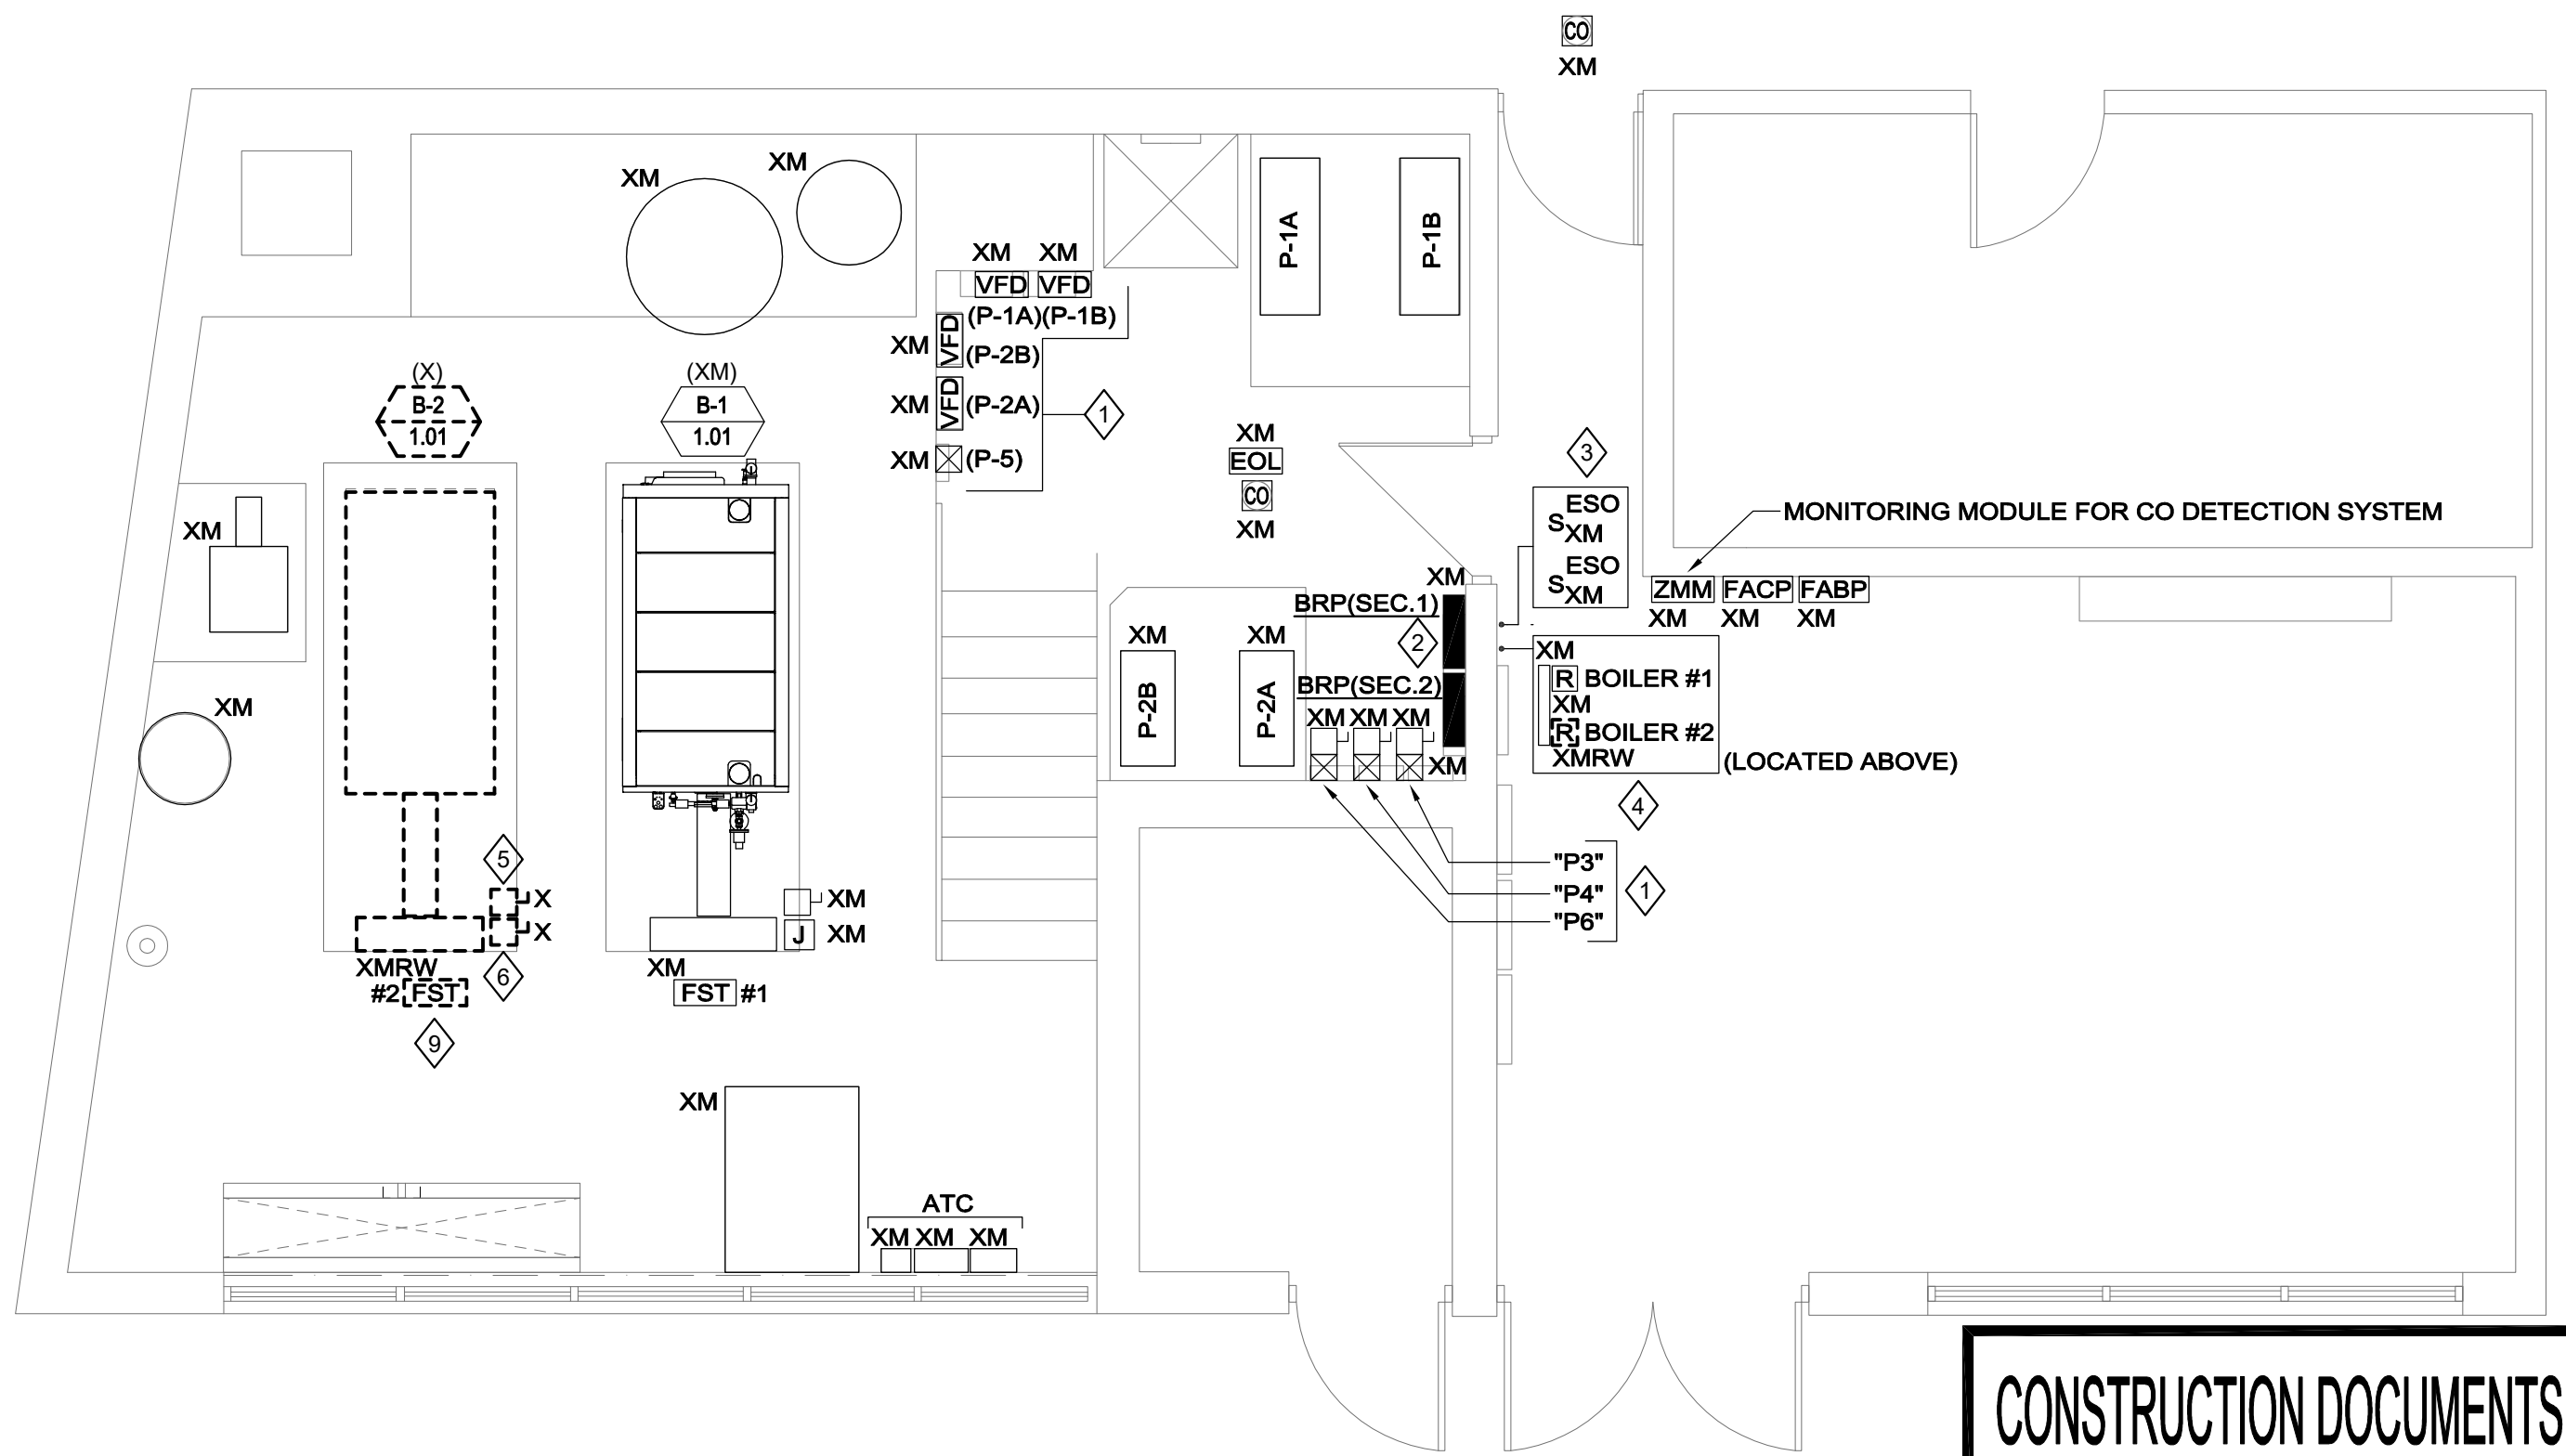 CO
XM
XM
XM
P-1A
P-1B
XM XM
VFD VFD
(P-1A)(P-1B)
XM VFD (P-2B)
XM VFD (P-2A)
1
XM (P-5)
(X)
B-2
1.01
(XM)
B-1
1.01
XM
EOL
CO
XM
3
ESO
S XM
ESO
S XM
MONITORING MODULE FOR CO DETECTION SYSTEM
ZMM FACP FABP
XM XM XM
XM
XM
XM
BRP(SEC.1)
2
BRP(SEC.2)
XM XM XM
XM
XM
P-2B
XM
P-2A
XM
R BOILER #1
XM
R BOILER #2
XMRW
(LOCATED ABOVE)
4
"P3"
"P4"
"P6"
1
5
X
X
6
XMRW
#2 FST
9
XM
J XM
XM
FST #1
XM
ATC
XM XM XM
CONSTRUCTION DOCUMENTS